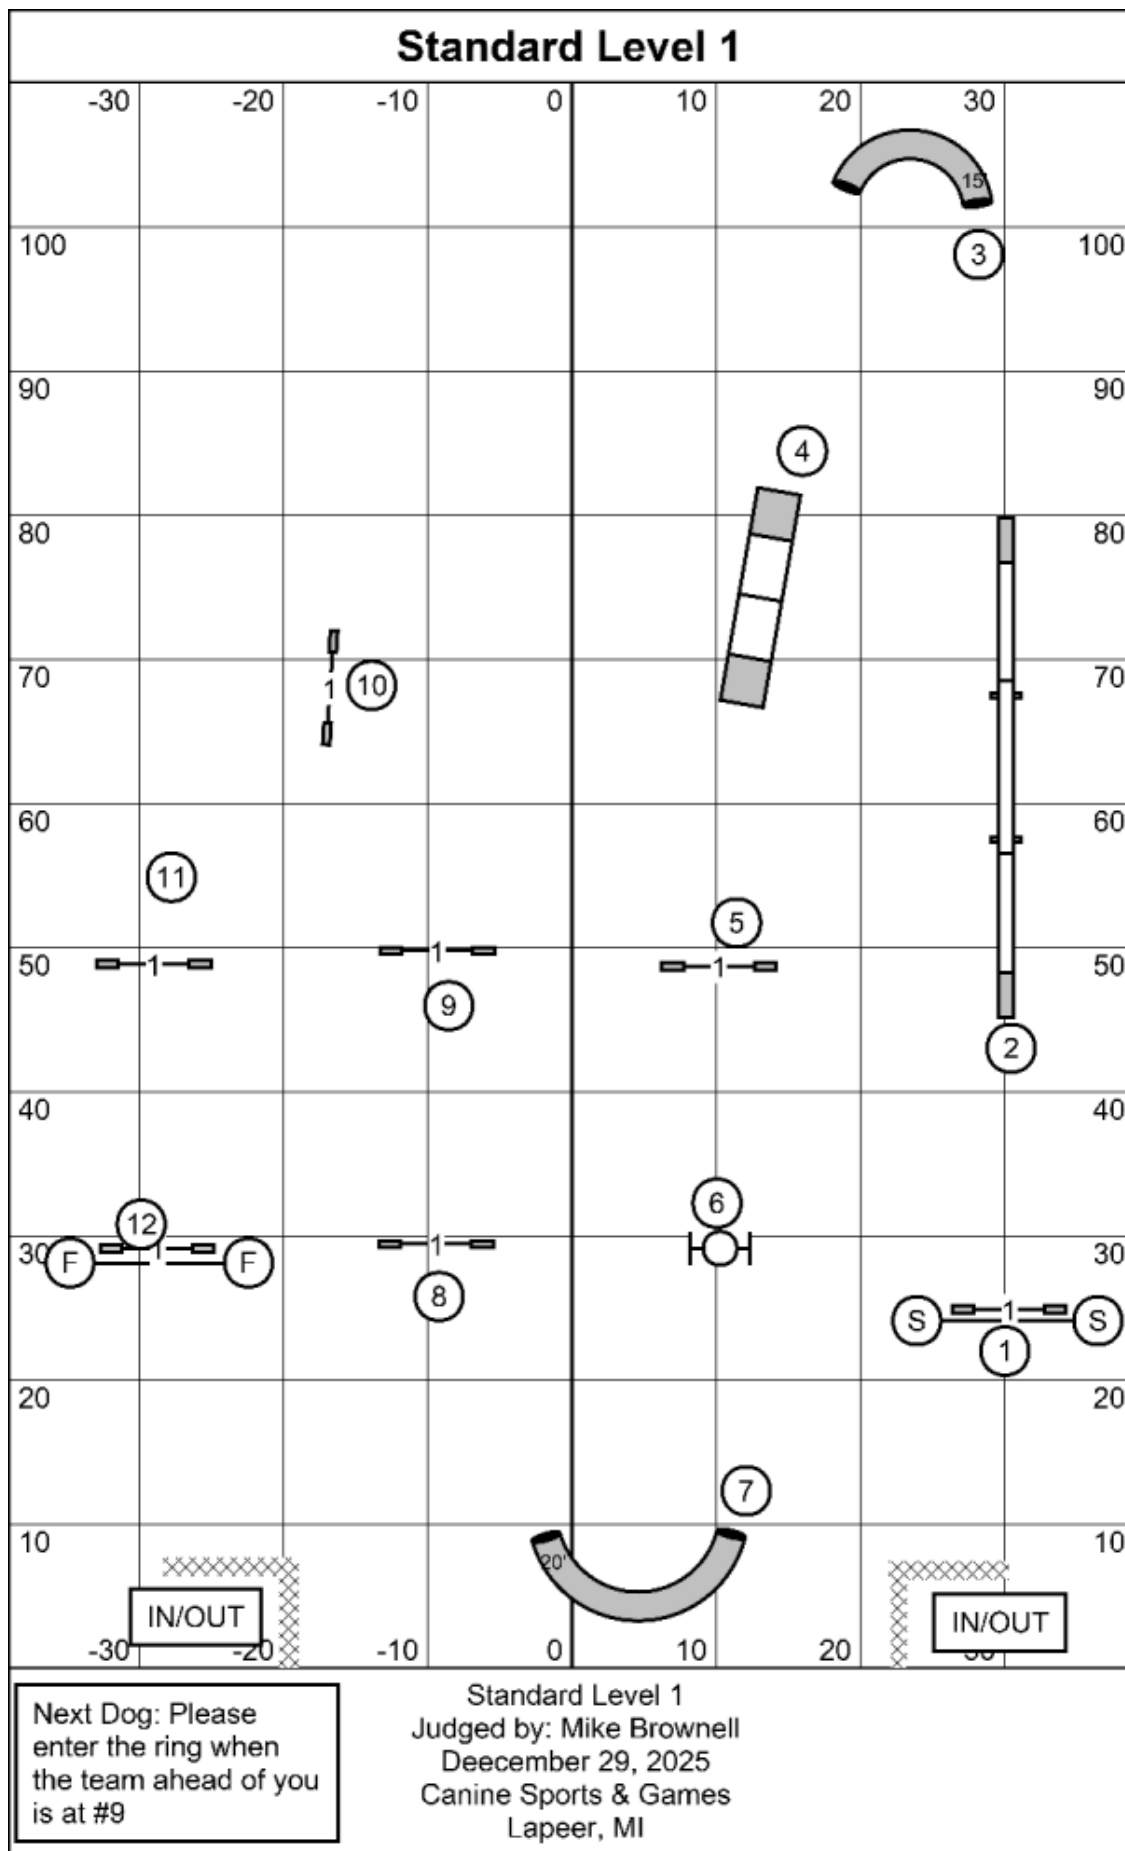 Standard Level 1
-30 -20 -10 0 10 20 30
15'
100 3 100
90 90
4
80 80
70 1 10 70
60 60
11
5
50 1 1 1 50
9
2
40 40
6
12
30 F 1 F 1 30
8 S 1 S
1
20 20
7
10 10
20'
IN/OUT IN/OUT
-30 -20 -10 0 10 20 30
Next Dog: Please
enter the ring when
the team ahead of you
is at #9
Standard Level 1
Judged by: Mike Brownell
Deecember 29, 2025
Canine Sports & Games
Lapeer, MI